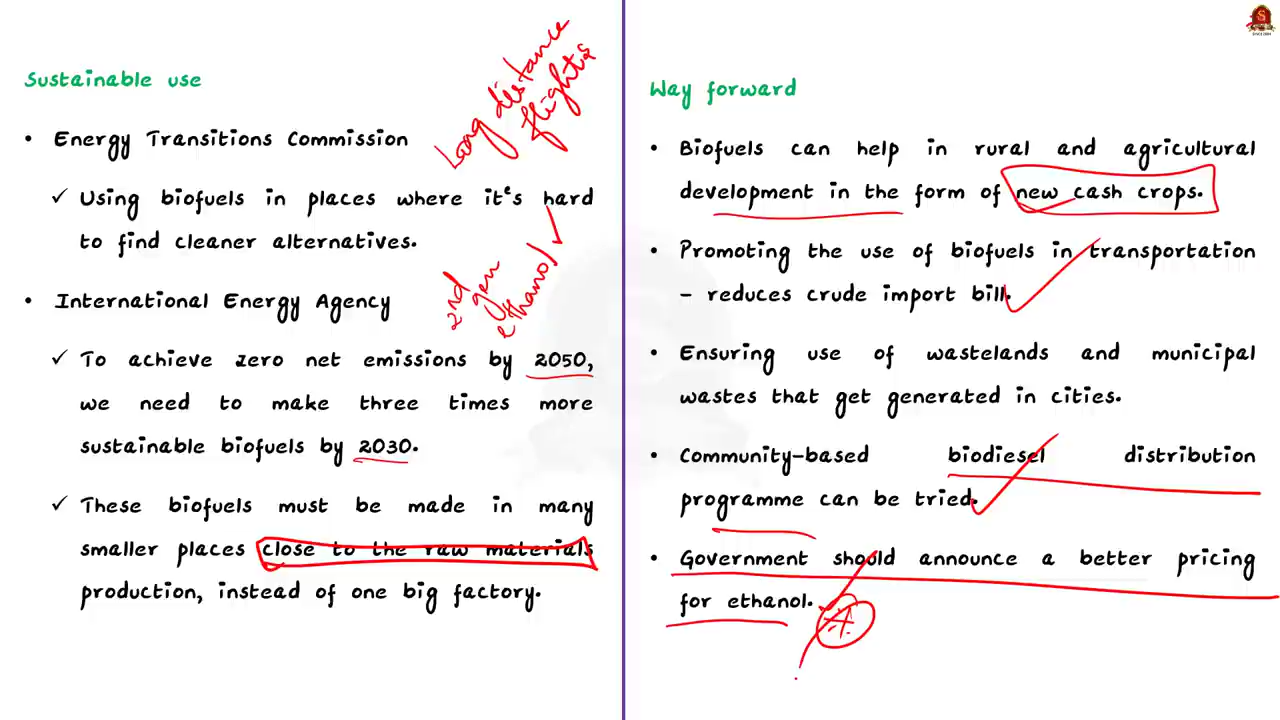 Sustainable use
• Energy Transitions Commission
✓ Using biofuels in places where it's hard
to find cleaner alternatives.
• International Energy Agency
✓ To achieve zero net emissions by 2050,
we need to make three times more
sustainable biofuels by 2030.
✓ These biofuels must be made in many
smaller places close to the raw materials
production, instead of one big factory.
Long distance
flights
2nd
gen
ethanol
Way forward
• Biofuels can help in rural and agricultural
development in the form of new cash crops.
• Promoting the use of biofuels in transportation
- reduces crude import bill.
• Ensuring use of wastelands and municipal
wastes that get generated in cities.
• Community-based biodiesel distribution
programme can be tried.
• Government should announce a better pricing
for ethanol.
S